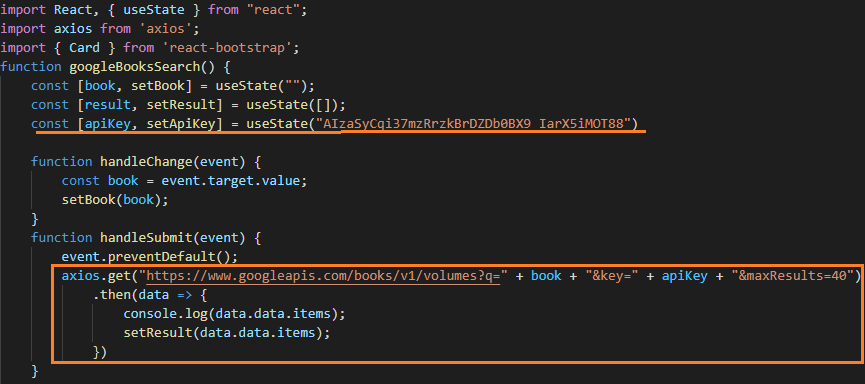 import React, { useState } from "react";
import axios from 'axios';
import { Card } from 'react-bootstrap';
function googleBooksSearch() {
    const [book, setBook] = useState("");
    const [result, setResult] = useState([]);
    const [apiKey, setApiKey] = useState("AIzaSyCqi37mzRrzkBrDZDb0BX9_IarX5iMOT88")
    function handleChange(event) {
        const book = event.target.value;
        setBook(book);
    }
    function handleSubmit(event) {
        event.preventDefault();
        axios.get("https://www.googleapis.com/books/v1/volumes?q=" + book + "&key=" + apiKey + "&maxResults=40")
            .then(data => {
                console.log(data.data.items);
                setResult(data.data.items);
            })
    }